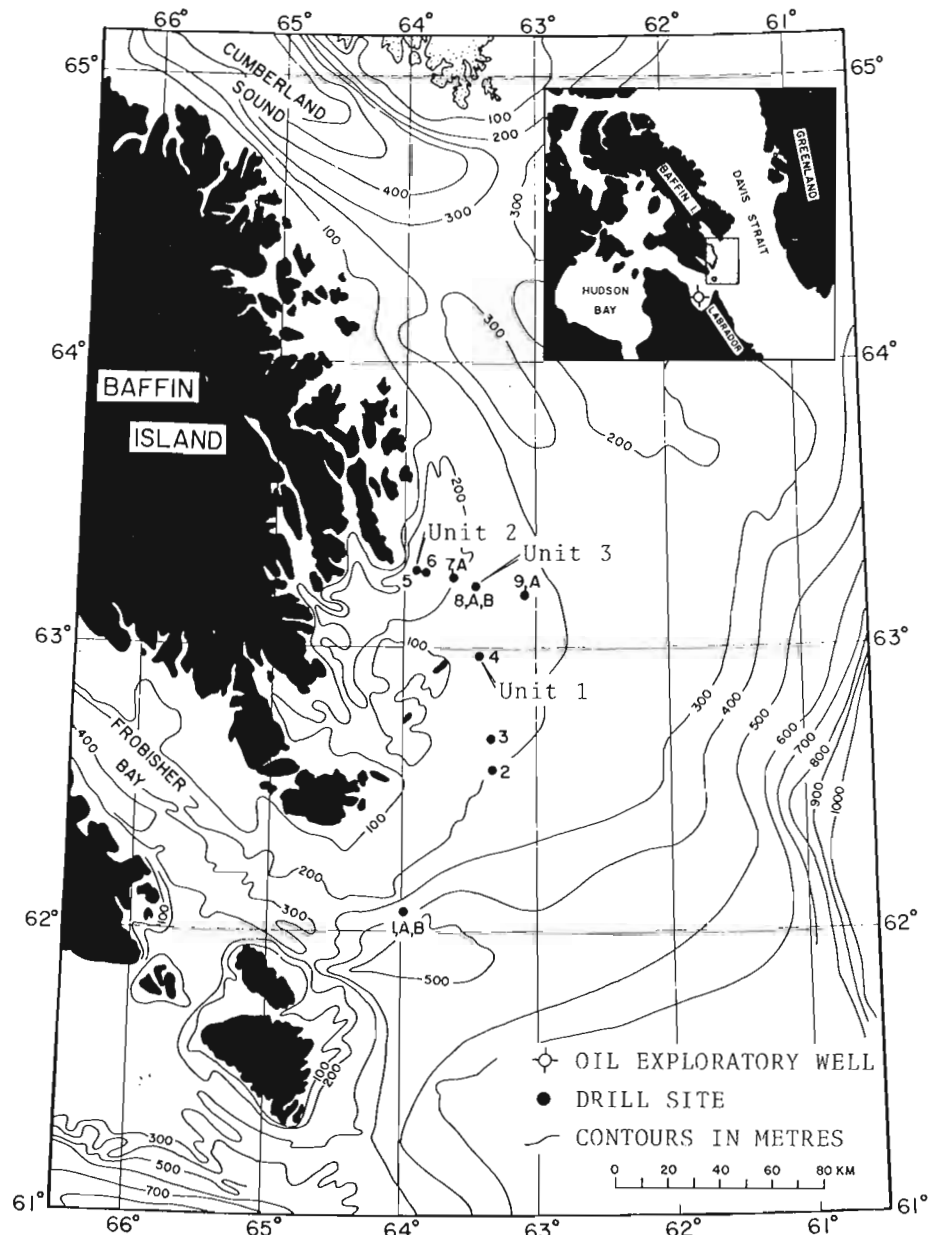 66° 65° 64° 63° 62° 61°
65° 65°
CUMBERLAND
SOUND
100
200
400
300
300
100
BAFFIN I.
DAVIS STRAIT
GREENLAND
HUDSON
BAY
LABRADOR
300
64° 64°
BAFFIN
ISLAND
200
200
Unit 2
Unit 3
5 6 7A 8,A,B 9,A
63° 63°
100
4
Unit 1
3
2
300
400
500
600
700
800
900
1000
FROBISHER
BAY
400
100
200
300
62° 62°
100
1,A,B
500
100
200
OIL EXPLORATORY WELL
DRILL SITE
CONTOURS IN METRES
0 20 40 60 80 KM
300
500
700
61° 61°
66° 65° 64° 63° 62° 61°